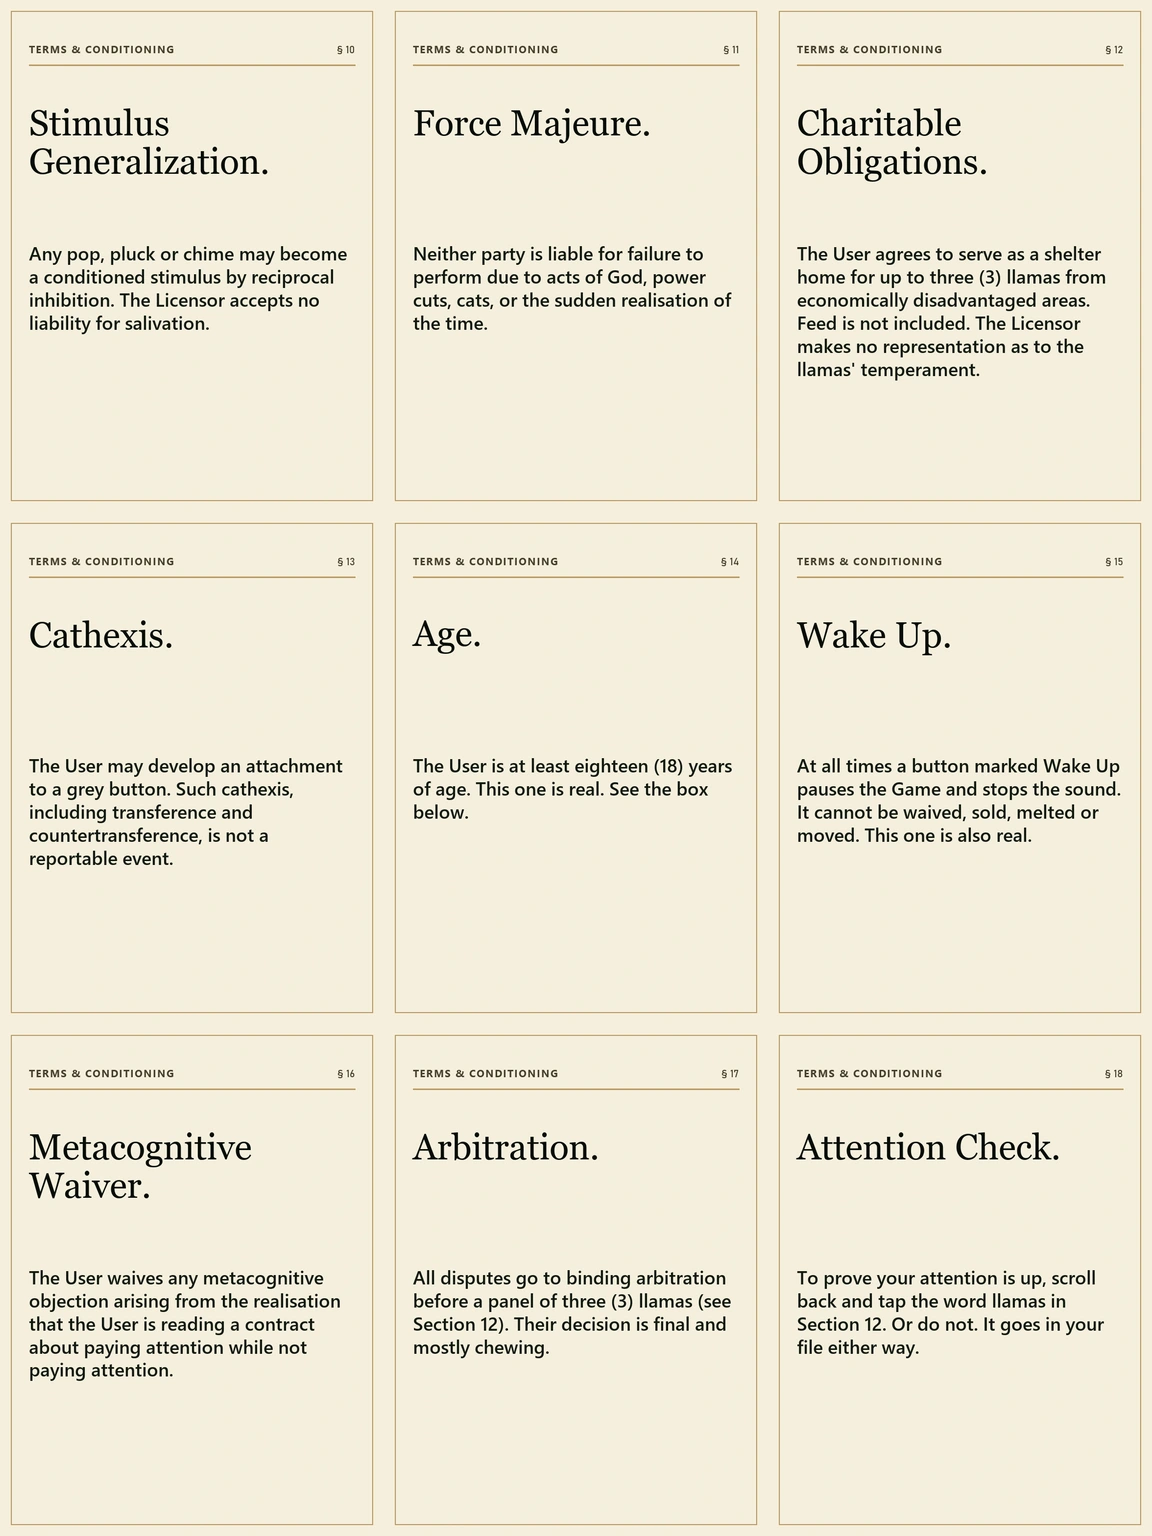 TERMS & CONDITIONING
§ 10
Stimulus
Generalization.
Any pop, pluck or chime may become
a conditioned stimulus by reciprocal
inhibition. The Licensor accepts no
liability for salivation.
TERMS & CONDITIONING
§ 11
Force Majeure.
Neither party is liable for failure to
perform due to acts of God, power
cuts, cats, or the sudden realisation of
the time.
TERMS & CONDITIONING
§ 12
Charitable
Obligations.
The User agrees to serve as a shelter
home for up to three (3) llamas from
economically disadvantaged areas.
Feed is not included. The Licensor
makes no representation as to the
llamas' temperament.
TERMS & CONDITIONING
§ 13
Cathexis.
The User may develop an attachment
to a grey button. Such cathexis,
including transference and
countertransference, is not a
reportable event.
TERMS & CONDITIONING
§ 14
Age.
The User is at least eighteen (18) years
of age. This one is real. See the box
below.
TERMS & CONDITIONING
§ 15
Wake Up.
At all times a button marked Wake Up
pauses the Game and stops the sound.
It cannot be waived, sold, melted or
moved. This one is also real.
TERMS & CONDITIONING
§ 16
Metacognitive
Waiver.
The User waives any metacognitive
objection arising from the realisation
that the User is reading a contract
about paying attention while not
paying attention.
TERMS & CONDITIONING
§ 17
Arbitration.
All disputes go to binding arbitration
before a panel of three (3) llamas (see
Section 12). Their decision is final and
mostly chewing.
TERMS & CONDITIONING
§ 18
Attention Check.
To prove your attention is up, scroll
back and tap the word llamas in
Section 12. Or do not. It goes in your
file either way.